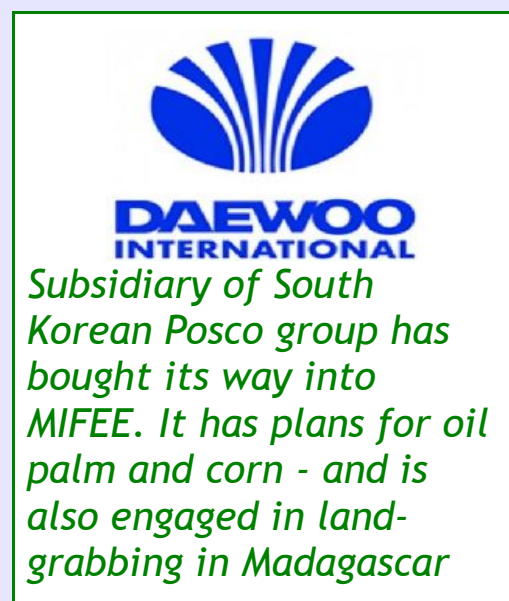 DAEWOO
INTERNATIONAL
Subsidiary of South
Korean Posco group has
bought its way into
MIFEE. It has plans for oil
palm and corn - and is
also engaged in land-
grabbing in Madagascar